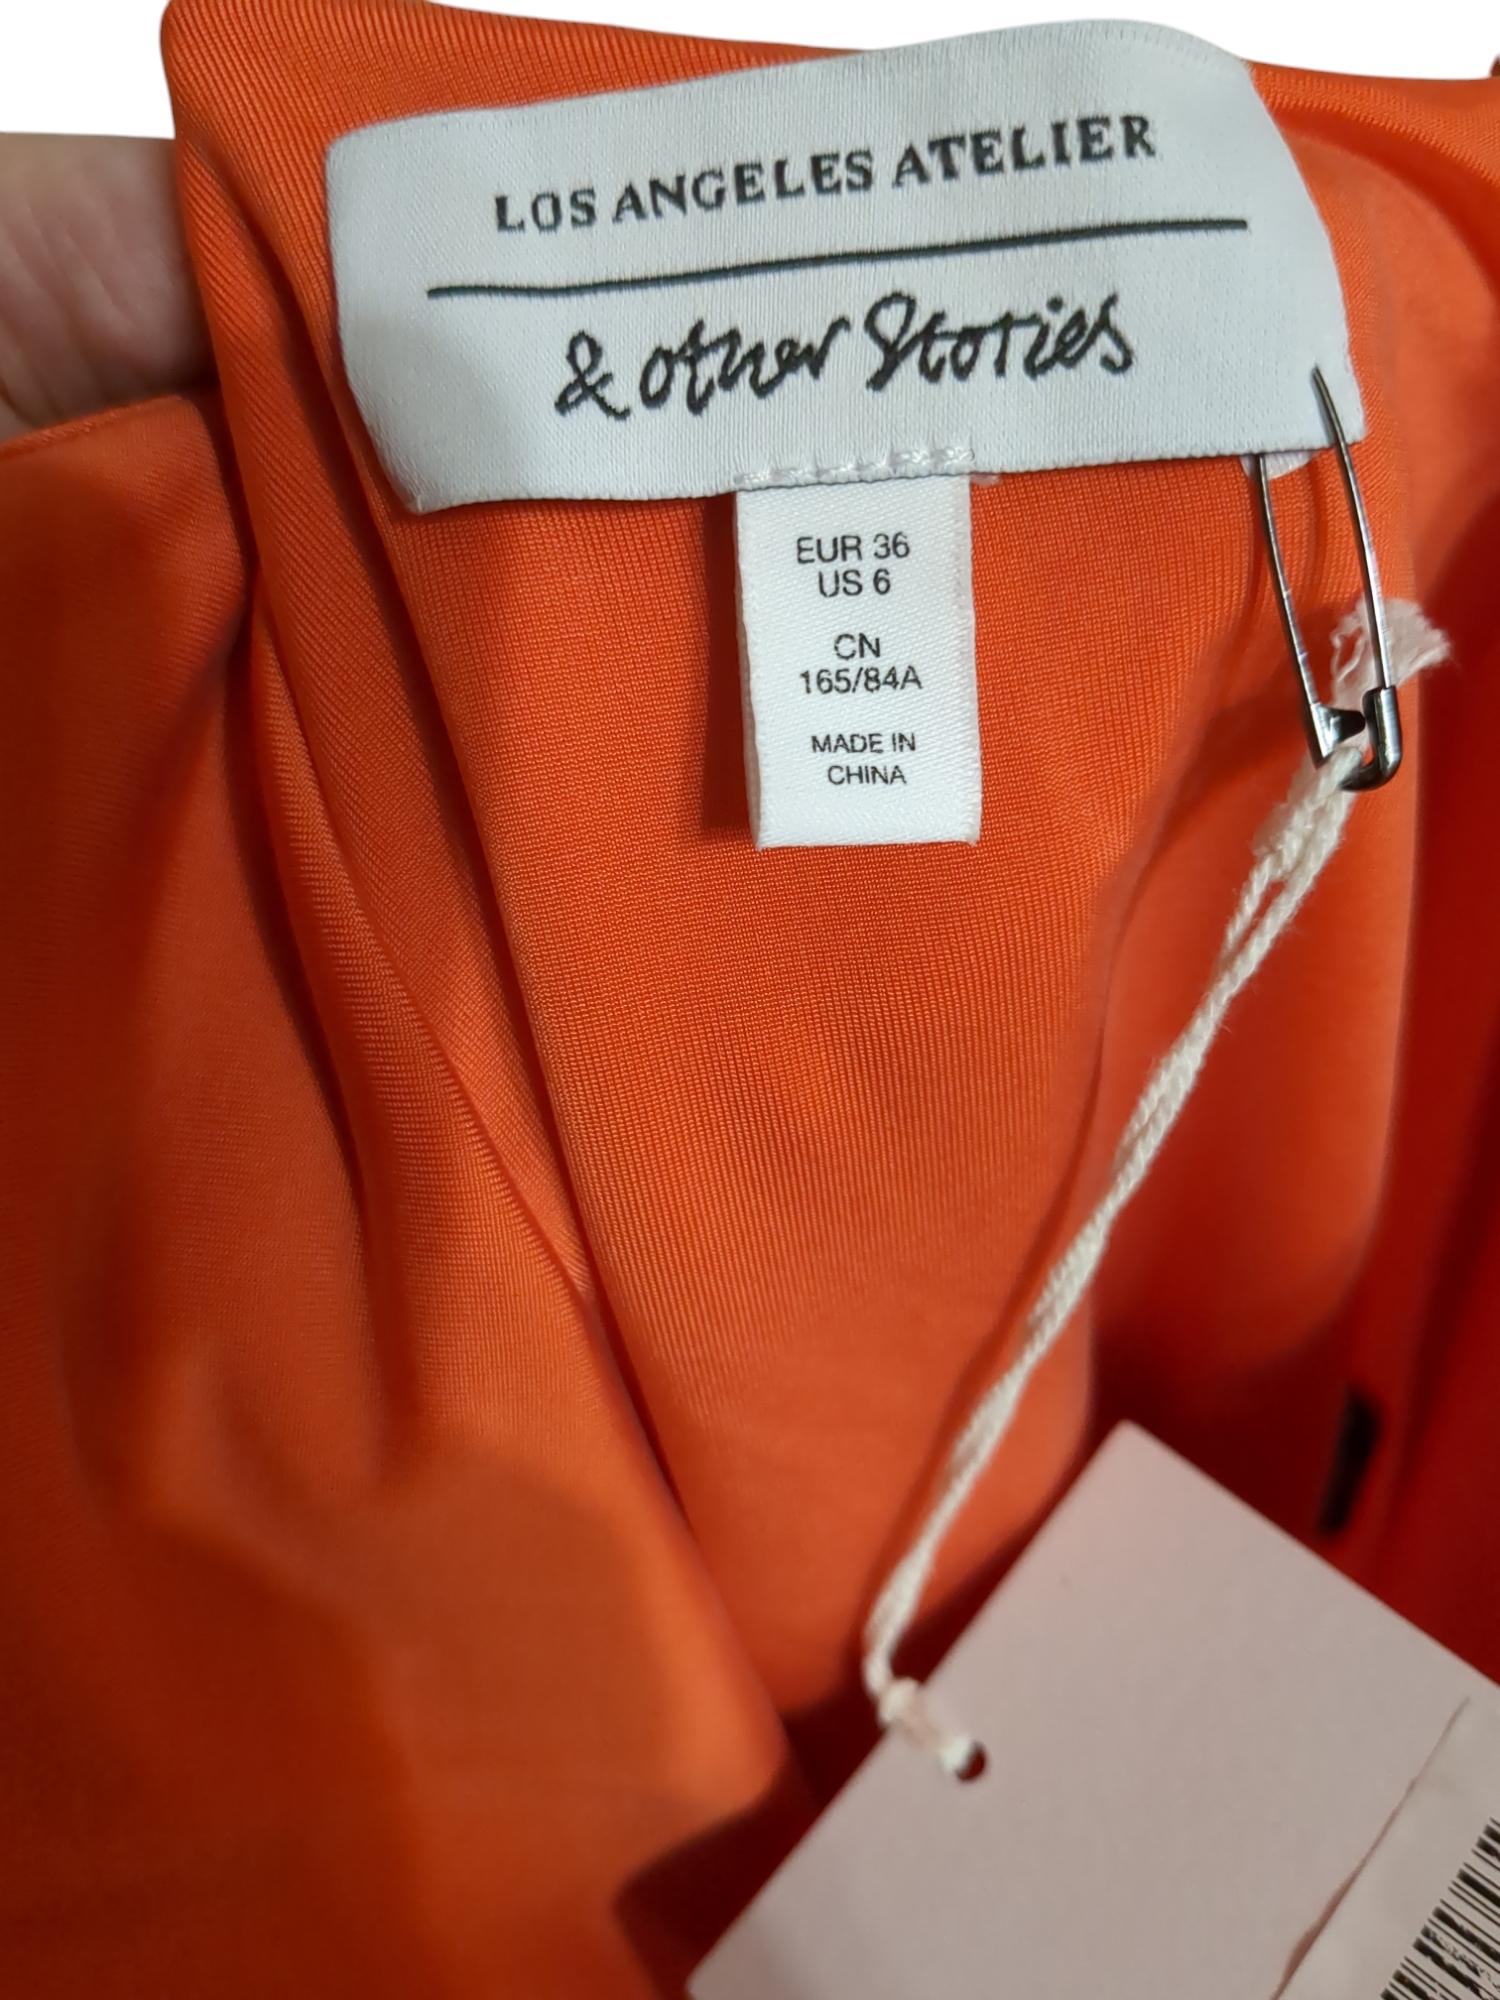 LOS ANGELES ATELIER
& other Stories
EUR 36
US 6
CN
165/84A
MADE IN
CHINA